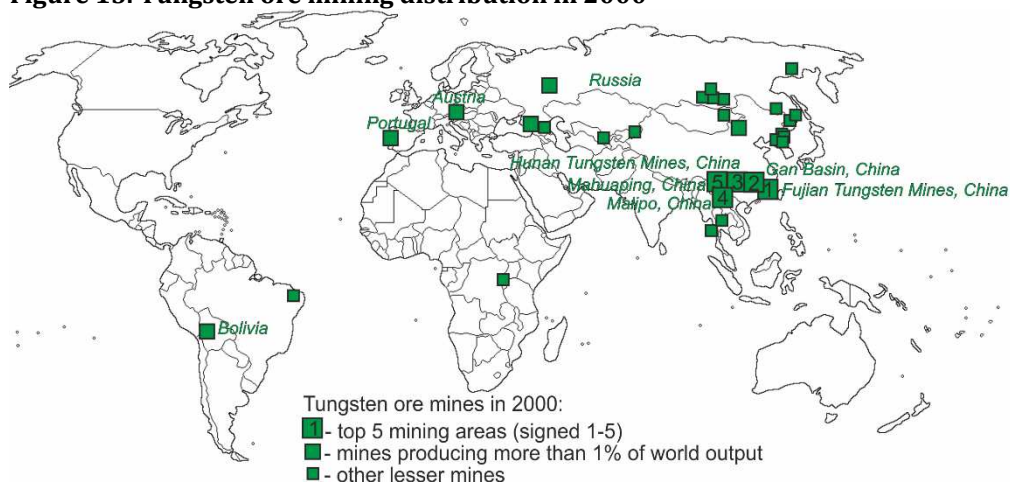 Figure 13. Tungsten ore mining distribution in 2000
Russia
Austria
Portugal
Hunan Tungsten Mines, China
Gan Basin, China
Mahuaping, China
5
3
2
1
Fujian Tungsten Mines, China
Malipo, China
4
Bolivia
Tungsten ore mines in 2000:
1 - top 5 mining areas (signed 1-5)
- mines producing more than 1% of world output
- other lesser mines